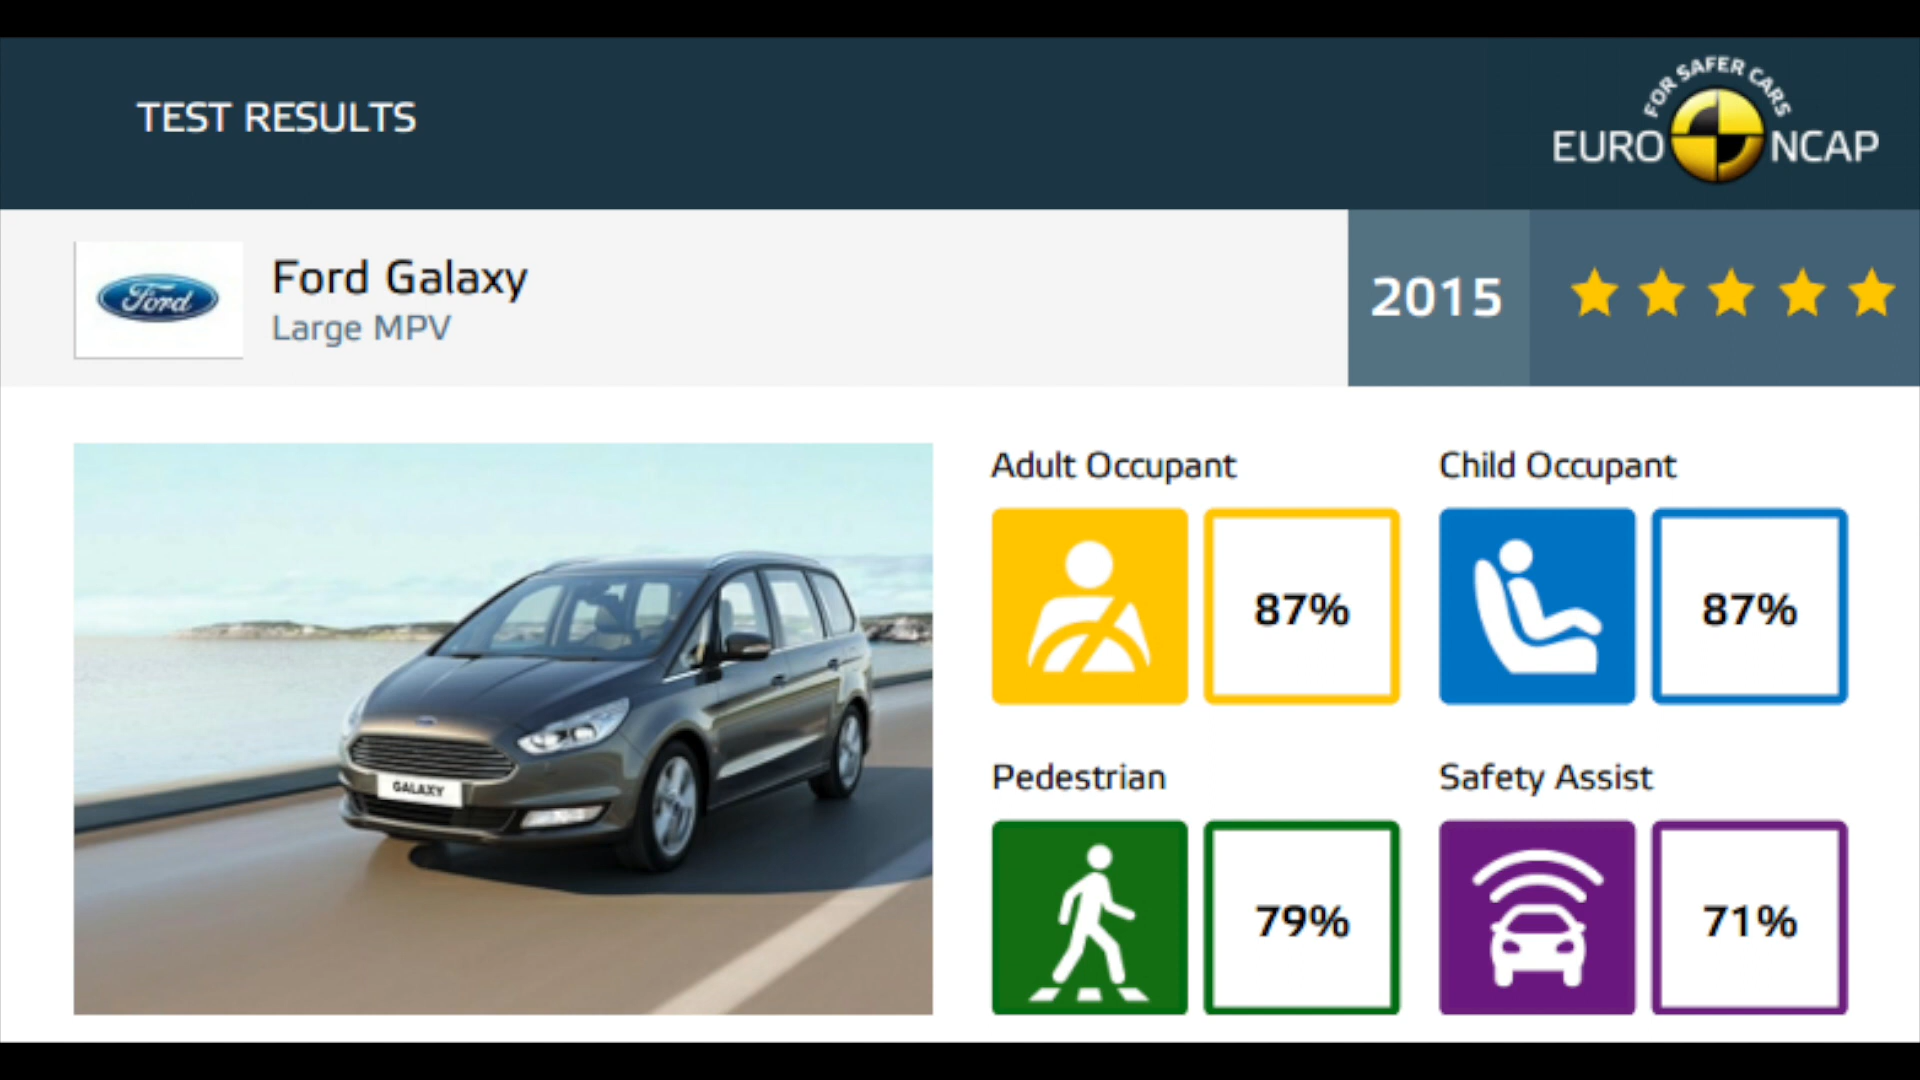 TEST RESULTS
FOR SAFER CARS
EURO NCAP
Ford
Ford Galaxy
Large MPV
2015
Adult Occupant
Child Occupant
87%
87%
GALAXY
Pedestrian
Safety Assist
79%
71%